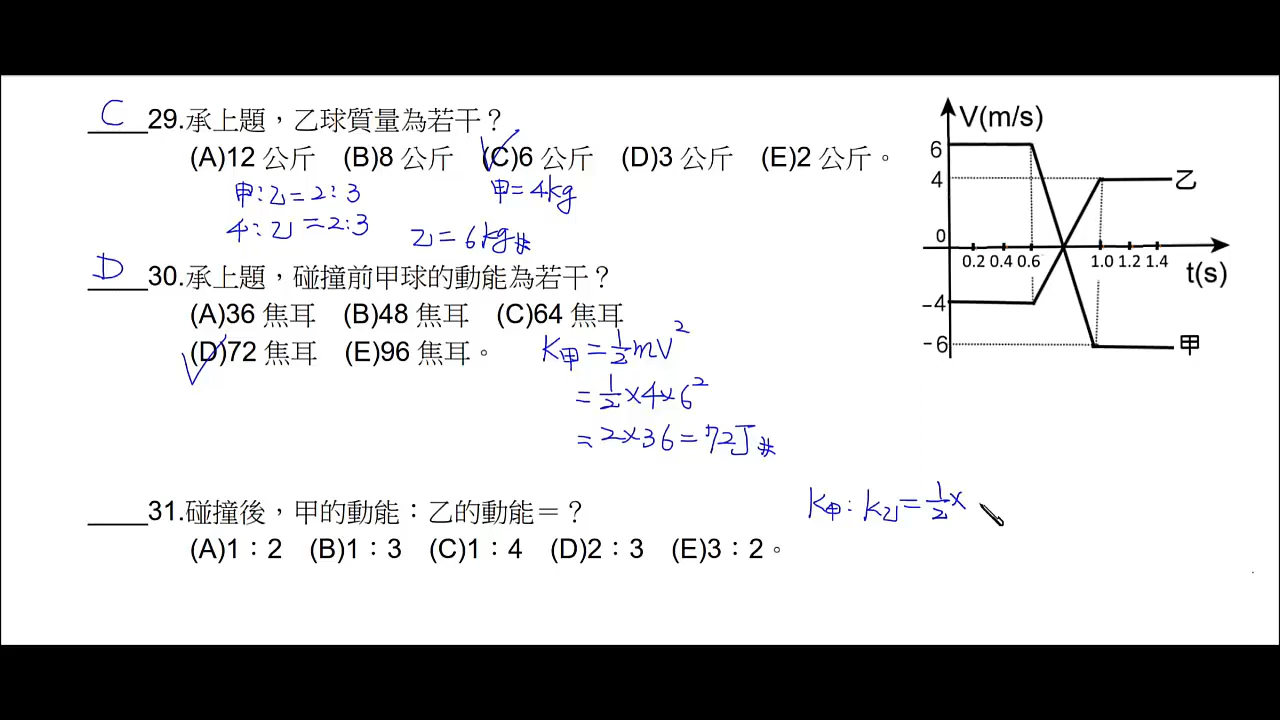 C 29.承上題，乙球質量為若干？
(A)12 公斤 (B)8 公斤 (C)6 公斤 (D)3 公斤 (E)2 公斤。
甲:乙=2:3 甲=4kg
4:乙=2:3 乙=6kg#
D 30.承上題，碰撞前甲球的動能為若干？
(A)36 焦耳 (B)48 焦耳 (C)64 焦耳
(D)72 焦耳 (E)96 焦耳。
K甲=½mV²
=½×4×6²
=2×36=72J#
31.碰撞後，甲的動能：乙的動能＝？
(A)1：2 (B)1：3 (C)1：4 (D)2：3 (E)3：2。
K甲:K乙=½×
V(m/s)
6
4 乙
0
0.2 0.4 0.6 1.0 1.2 1.4
t(s)
-4
-6 甲